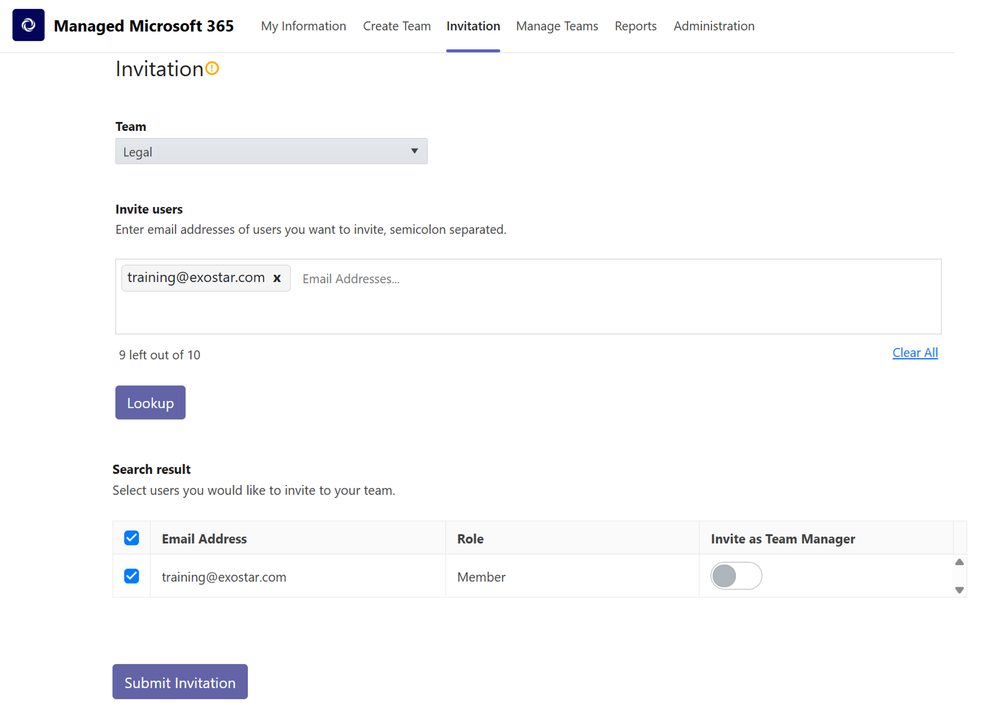 Managed Microsoft 365 My Information Create Team Invitation Manage Teams Reports Administration
Invitation
Team
Legal
Invite users
Enter email addresses of users you want to invite, semicolon separated.
training@exostar.com x Email Addresses...
9 left out of 10 Clear All
Lookup
Search result
Select users you would like to invite to your team.
Email Address Role Invite as Team Manager
training@exostar.com Member
Submit Invitation